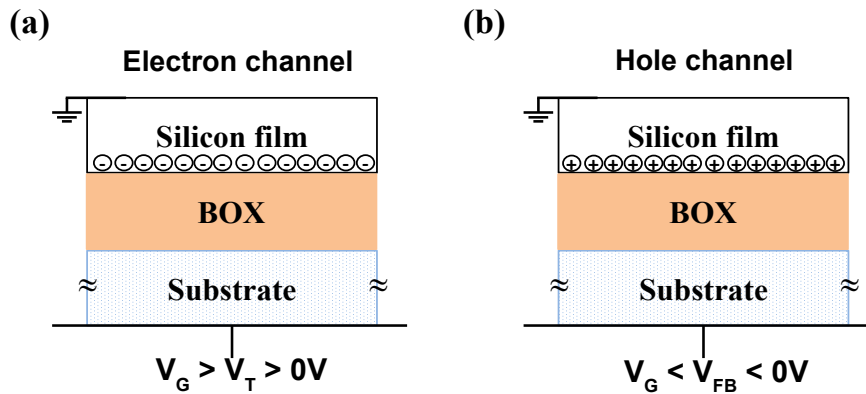 (a)
Electron channel
Silicon film
- - - - - - - - - - - - -
BOX
≈ Substrate ≈
V_G > V_T > 0V
(b)
Hole channel
Silicon film
+ + + + + + + + + + + + +
BOX
≈ Substrate ≈
V_G < V_FB < 0V